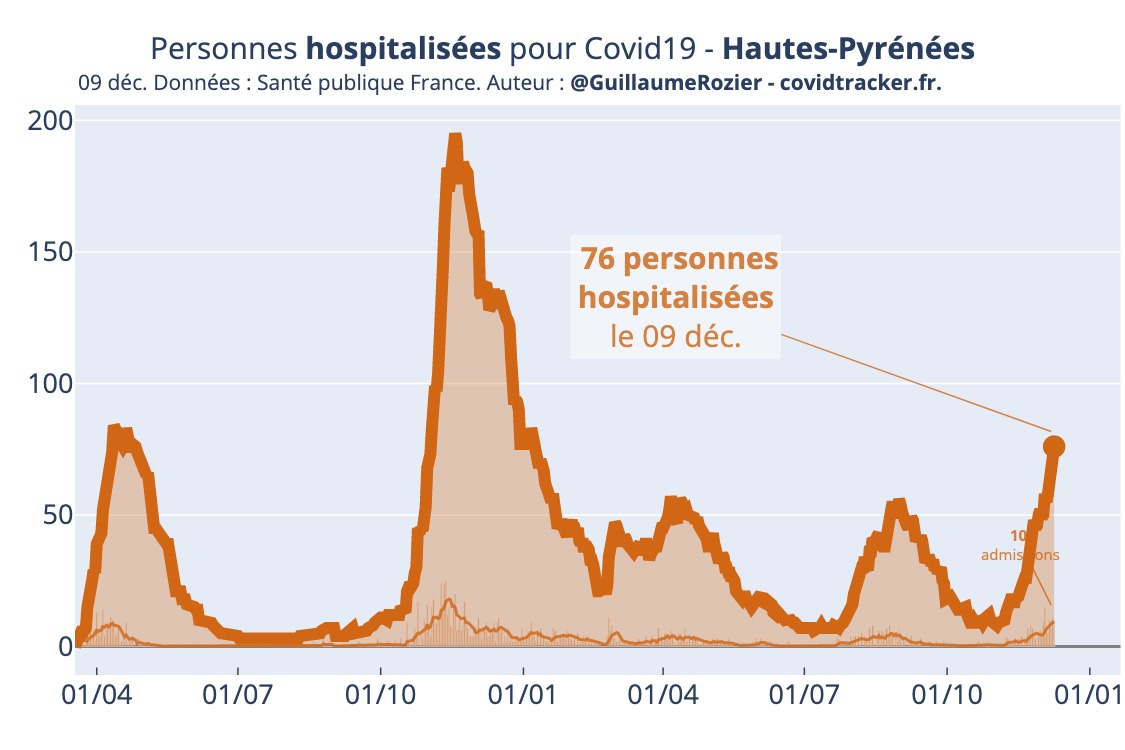 Personnes hospitalisées pour Covid19 - Hautes-Pyrénées
09 déc. Données : Santé publique France. Auteur : @GuillaumeRozier - covidtracker.fr.
200
150
100
50
0
76 personnes
hospitalisées
le 09 déc.
10
admissions
01/04 01/07 01/10 01/01 01/04 01/07 01/10 01/01